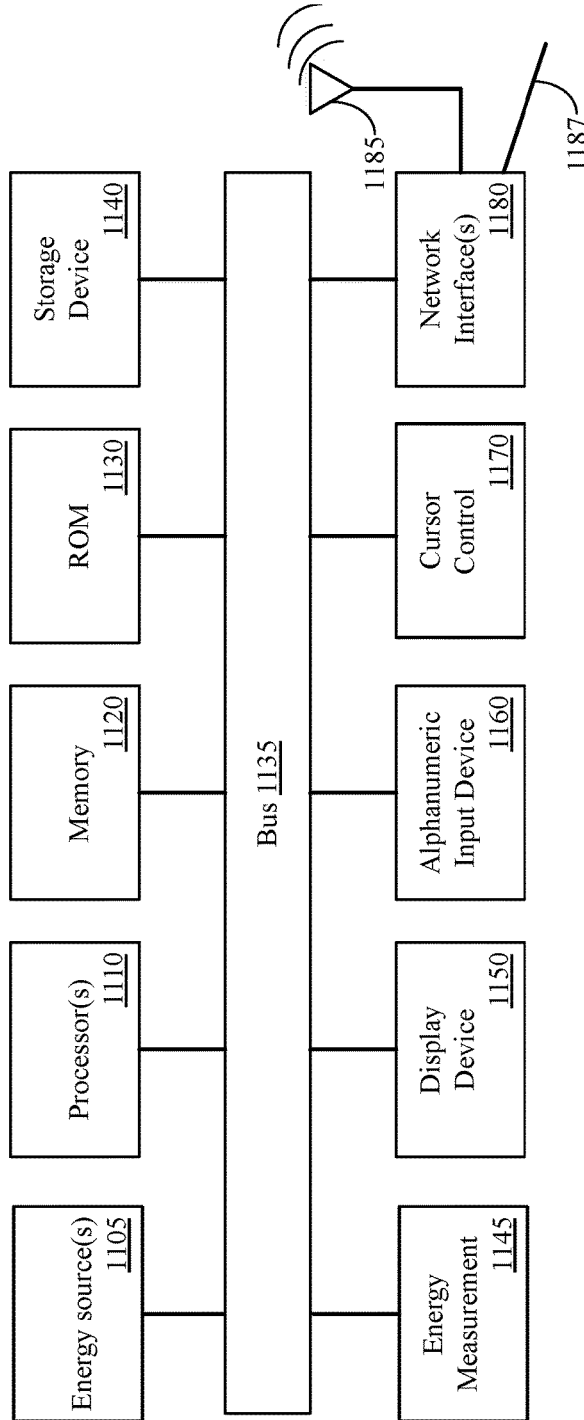 Energy source(s)
1105
Processor(s)
1110
Memory
1120
ROM
1130
Storage
Device
1140
Bus 1135
Energy
Measurement
1145
Display
Device
1150
Alphanumeric
Input Device
1160
Cursor
Control
1170
Network
Interface(s)
1180
1185
1187